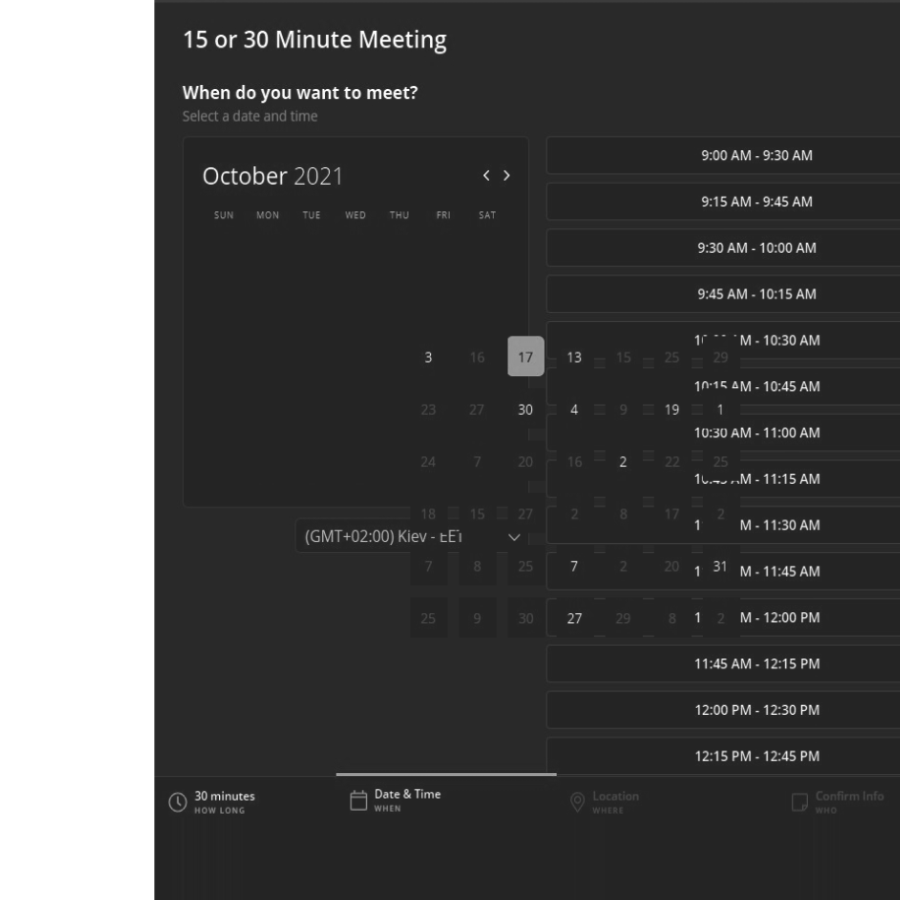 15 or 30 Minute Meeting
When do you want to meet?
Select a date and time
October 2021
SUN MON TUE WED THU FRI SAT
3 16 17 13 15 25 29
23 27 30 4 9 19 1
24 7 20 16 2 22 25
18 15 27 2 8 17 2
7 8 25 7 2 20 31
25 9 30 27 29 8 2
(GMT+02:00) Kiev - EET
9:00 AM - 9:30 AM
9:15 AM - 9:45 AM
9:30 AM - 10:00 AM
9:45 AM - 10:15 AM
- 10:30 AM
10:15 AM - 10:45 AM
10:30 AM - 11:00 AM
- 11:15 AM
- 11:30 AM
- 11:45 AM
- 12:00 PM
11:45 AM - 12:15 PM
12:00 PM - 12:30 PM
12:15 PM - 12:45 PM
30 minutes
HOW LONG
Date & Time
WHEN
Location
WHERE
Confirm Info
WHO